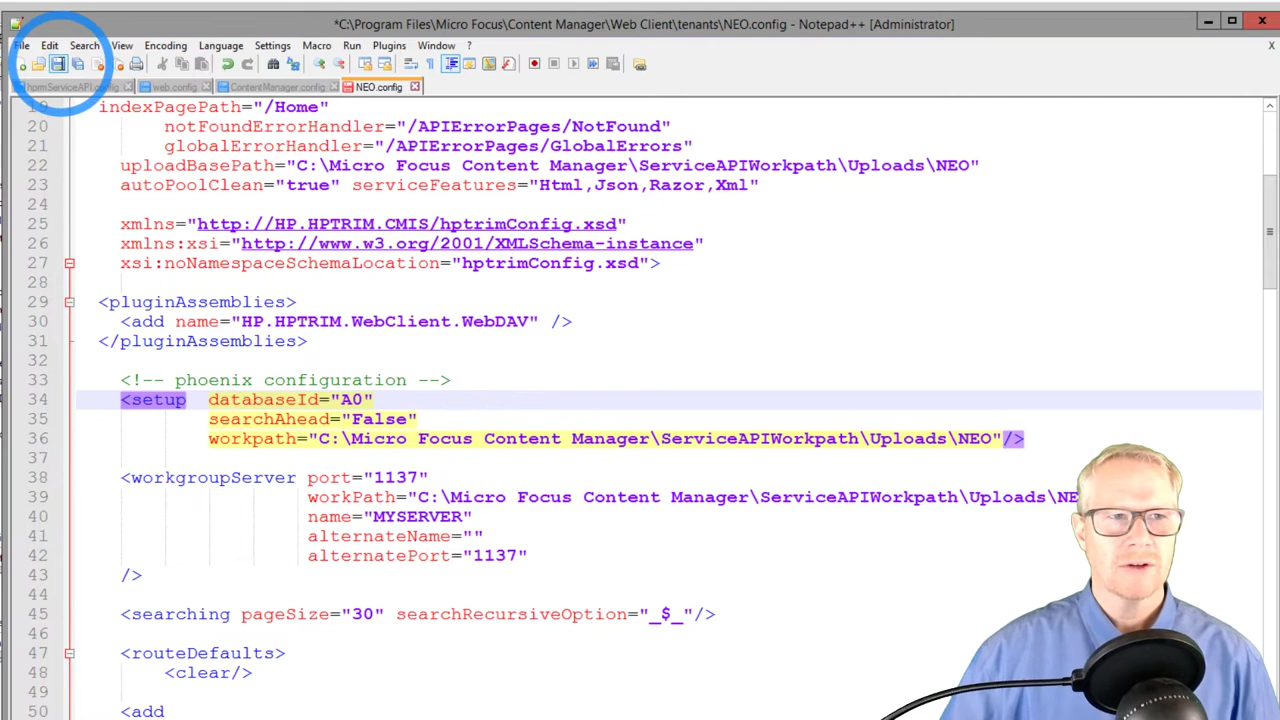 *C:\Program Files\Micro Focus\Content Manager\Web Client\tenants\NEO.config - Notepad++ [Administrator]
File Edit Search View Encoding Language Settings Macro Run Plugins Window ? X
hprmServiceAPI.config web.config ContentManager.config NEO.config
19 indexPagePath="/Home"
20 notFoundErrorHandler="/APIErrorPages/NotFound"
21 globalErrorHandler="/APIErrorPages/GlobalErrors"
22 uploadBasePath="C:\Micro Focus Content Manager\ServiceAPIWorkpath\Uploads\NEO"
23 autoPoolClean="true" serviceFeatures="Html,Json,Razor,Xml"
24
25 xmlns="http://HP.HPTRIM.CMIS/hptrimConfig.xsd"
26 xmlns:xsi="http://www.w3.org/2001/XMLSchema-instance"
27 xsi:noNamespaceSchemaLocation="hptrimConfig.xsd">
28
29 <pluginAssemblies>
30 <add name="HP.HPTRIM.WebClient.WebDAV" />
31 </pluginAssemblies>
32
33 <!-- phoenix configuration -->
34 <setup databaseId="A0"
35 searchAhead="False"
36 workpath="C:\Micro Focus Content Manager\ServiceAPIWorkpath\Uploads\NEO"/>
37
38 <workgroupServer port="1137"
39 workPath="C:\Micro Focus Content Manager\ServiceAPIWorkpath\Uploads\NE
40 name="MYSERVER"
41 alternateName=""
42 alternatePort="1137"
43 />
44
45 <searching pageSize="30" searchRecursiveOption="_$_"/>
46
47 <routeDefaults>
48 <clear/>
49
50 <add